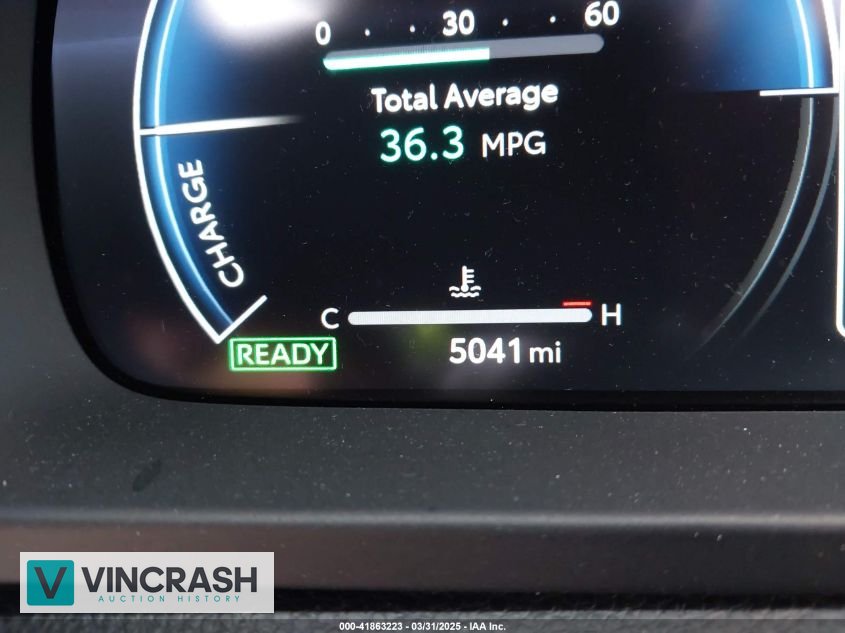 0 30 60
Total Average
36.3 MPG
CHARGE
C H
READY 5041 mi
VINCRASH
AUCTION HISTORY
000-41863223 - 03/31/2025 - IAA Inc.